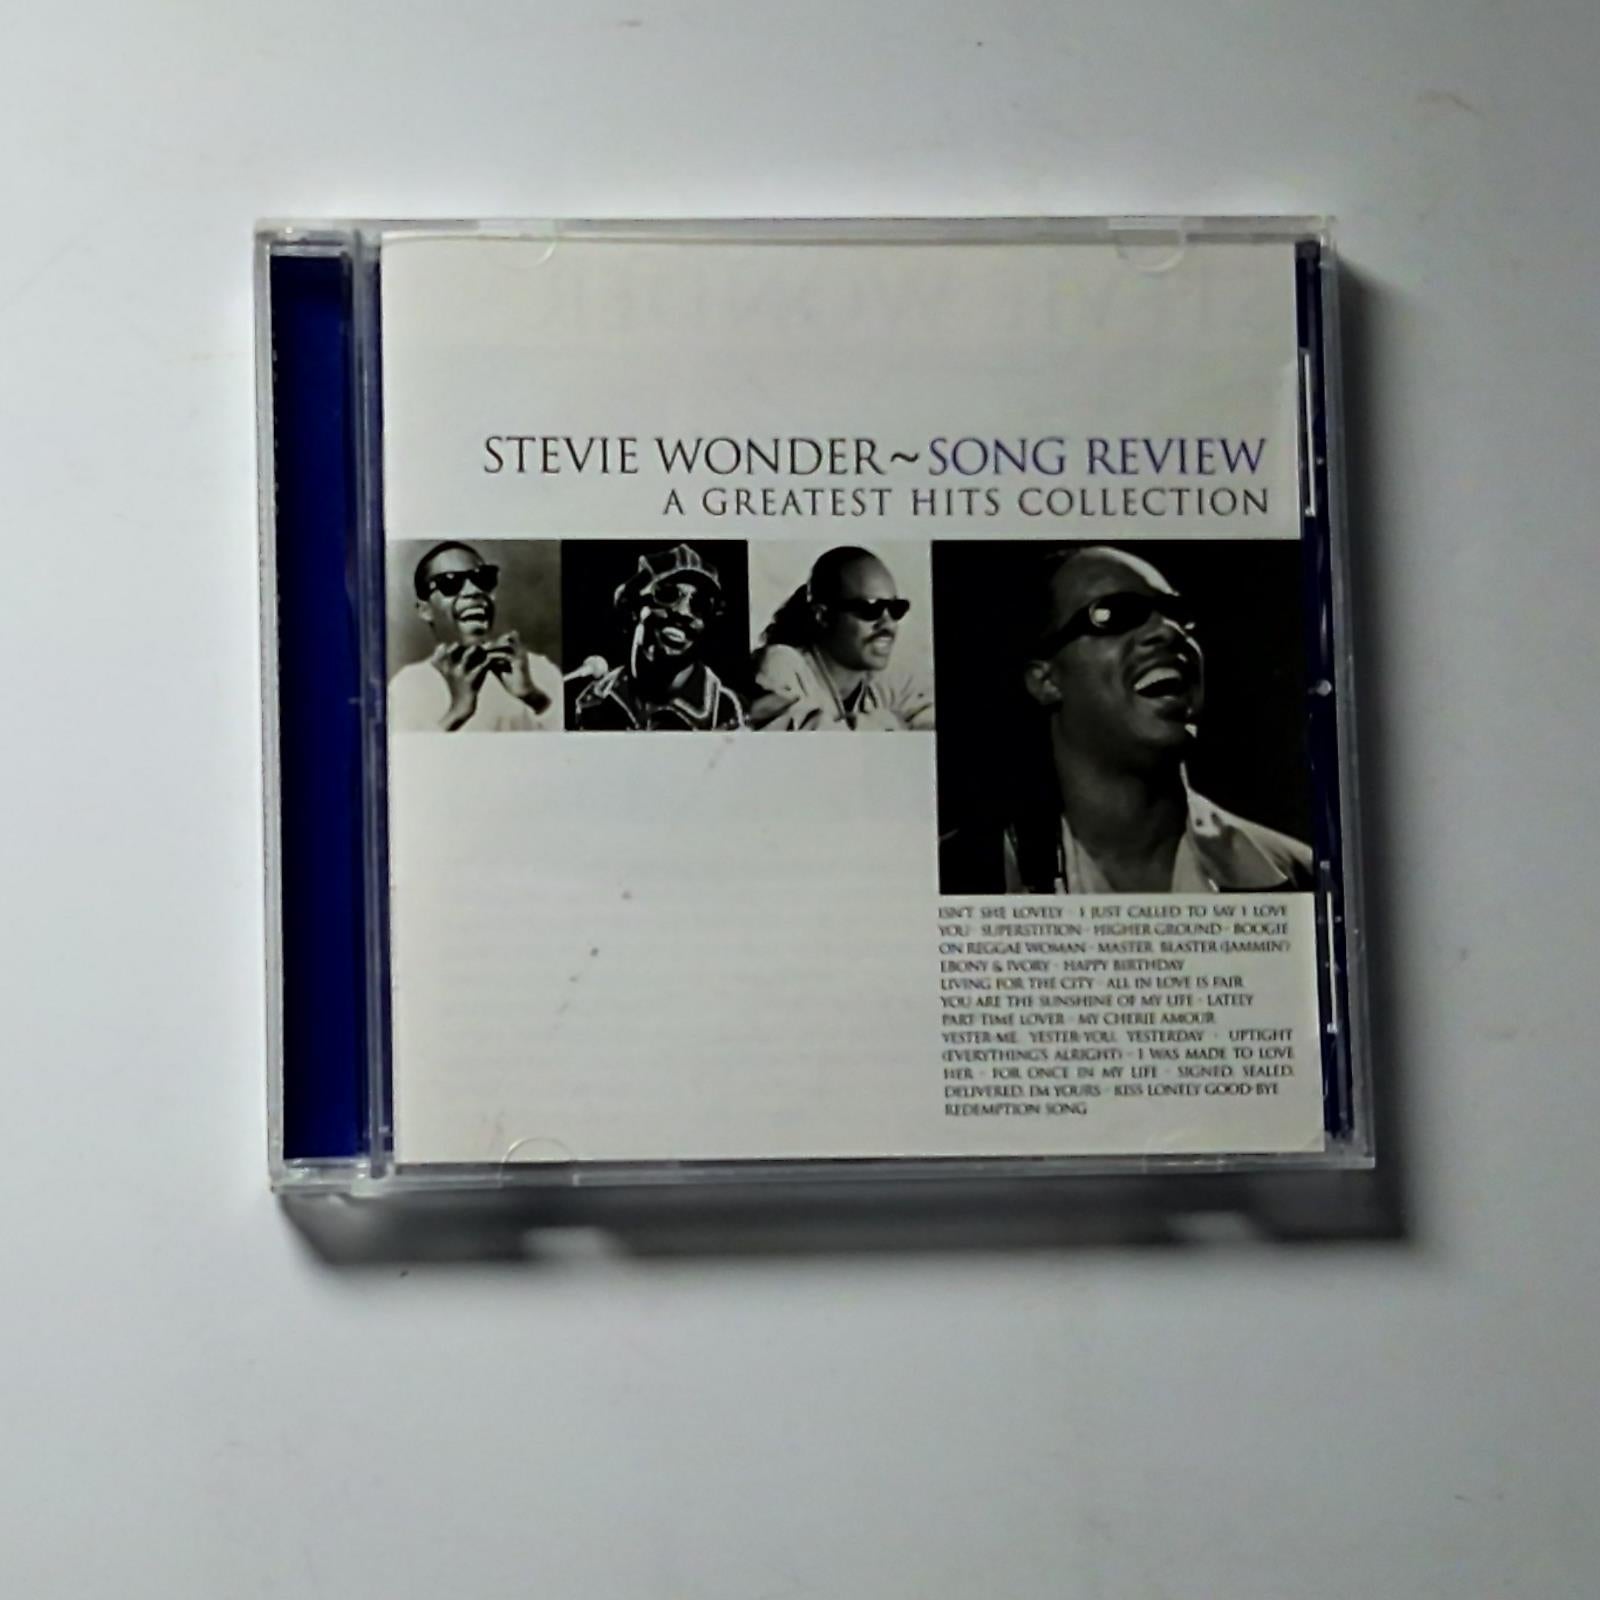 STEVIE WONDER~SONG REVIEW
A GREATEST HITS COLLECTION
ISN'T SHE LOVELY · I JUST CALLED TO SAY I LOVE
YOU · SUPERSTITION · HIGHER GROUND · BOOGIE
ON REGGAE WOMAN · MASTER BLASTER (JAMMIN')
EBONY & IVORY · HAPPY BIRTHDAY
LIVING FOR THE CITY · ALL IN LOVE IS FAIR
YOU ARE THE SUNSHINE OF MY LIFE · LATELY
PART-TIME LOVER · MY CHERIE AMOUR
YESTER-ME, YESTER-YOU, YESTERDAY · UPTIGHT
(EVERYTHING'S ALRIGHT) · I WAS MADE TO LOVE
HER · FOR ONCE IN MY LIFE · SIGNED, SEALED,
DELIVERED, I'M YOURS · KISS LONELY GOOD-BYE
REDEMPTION SONG